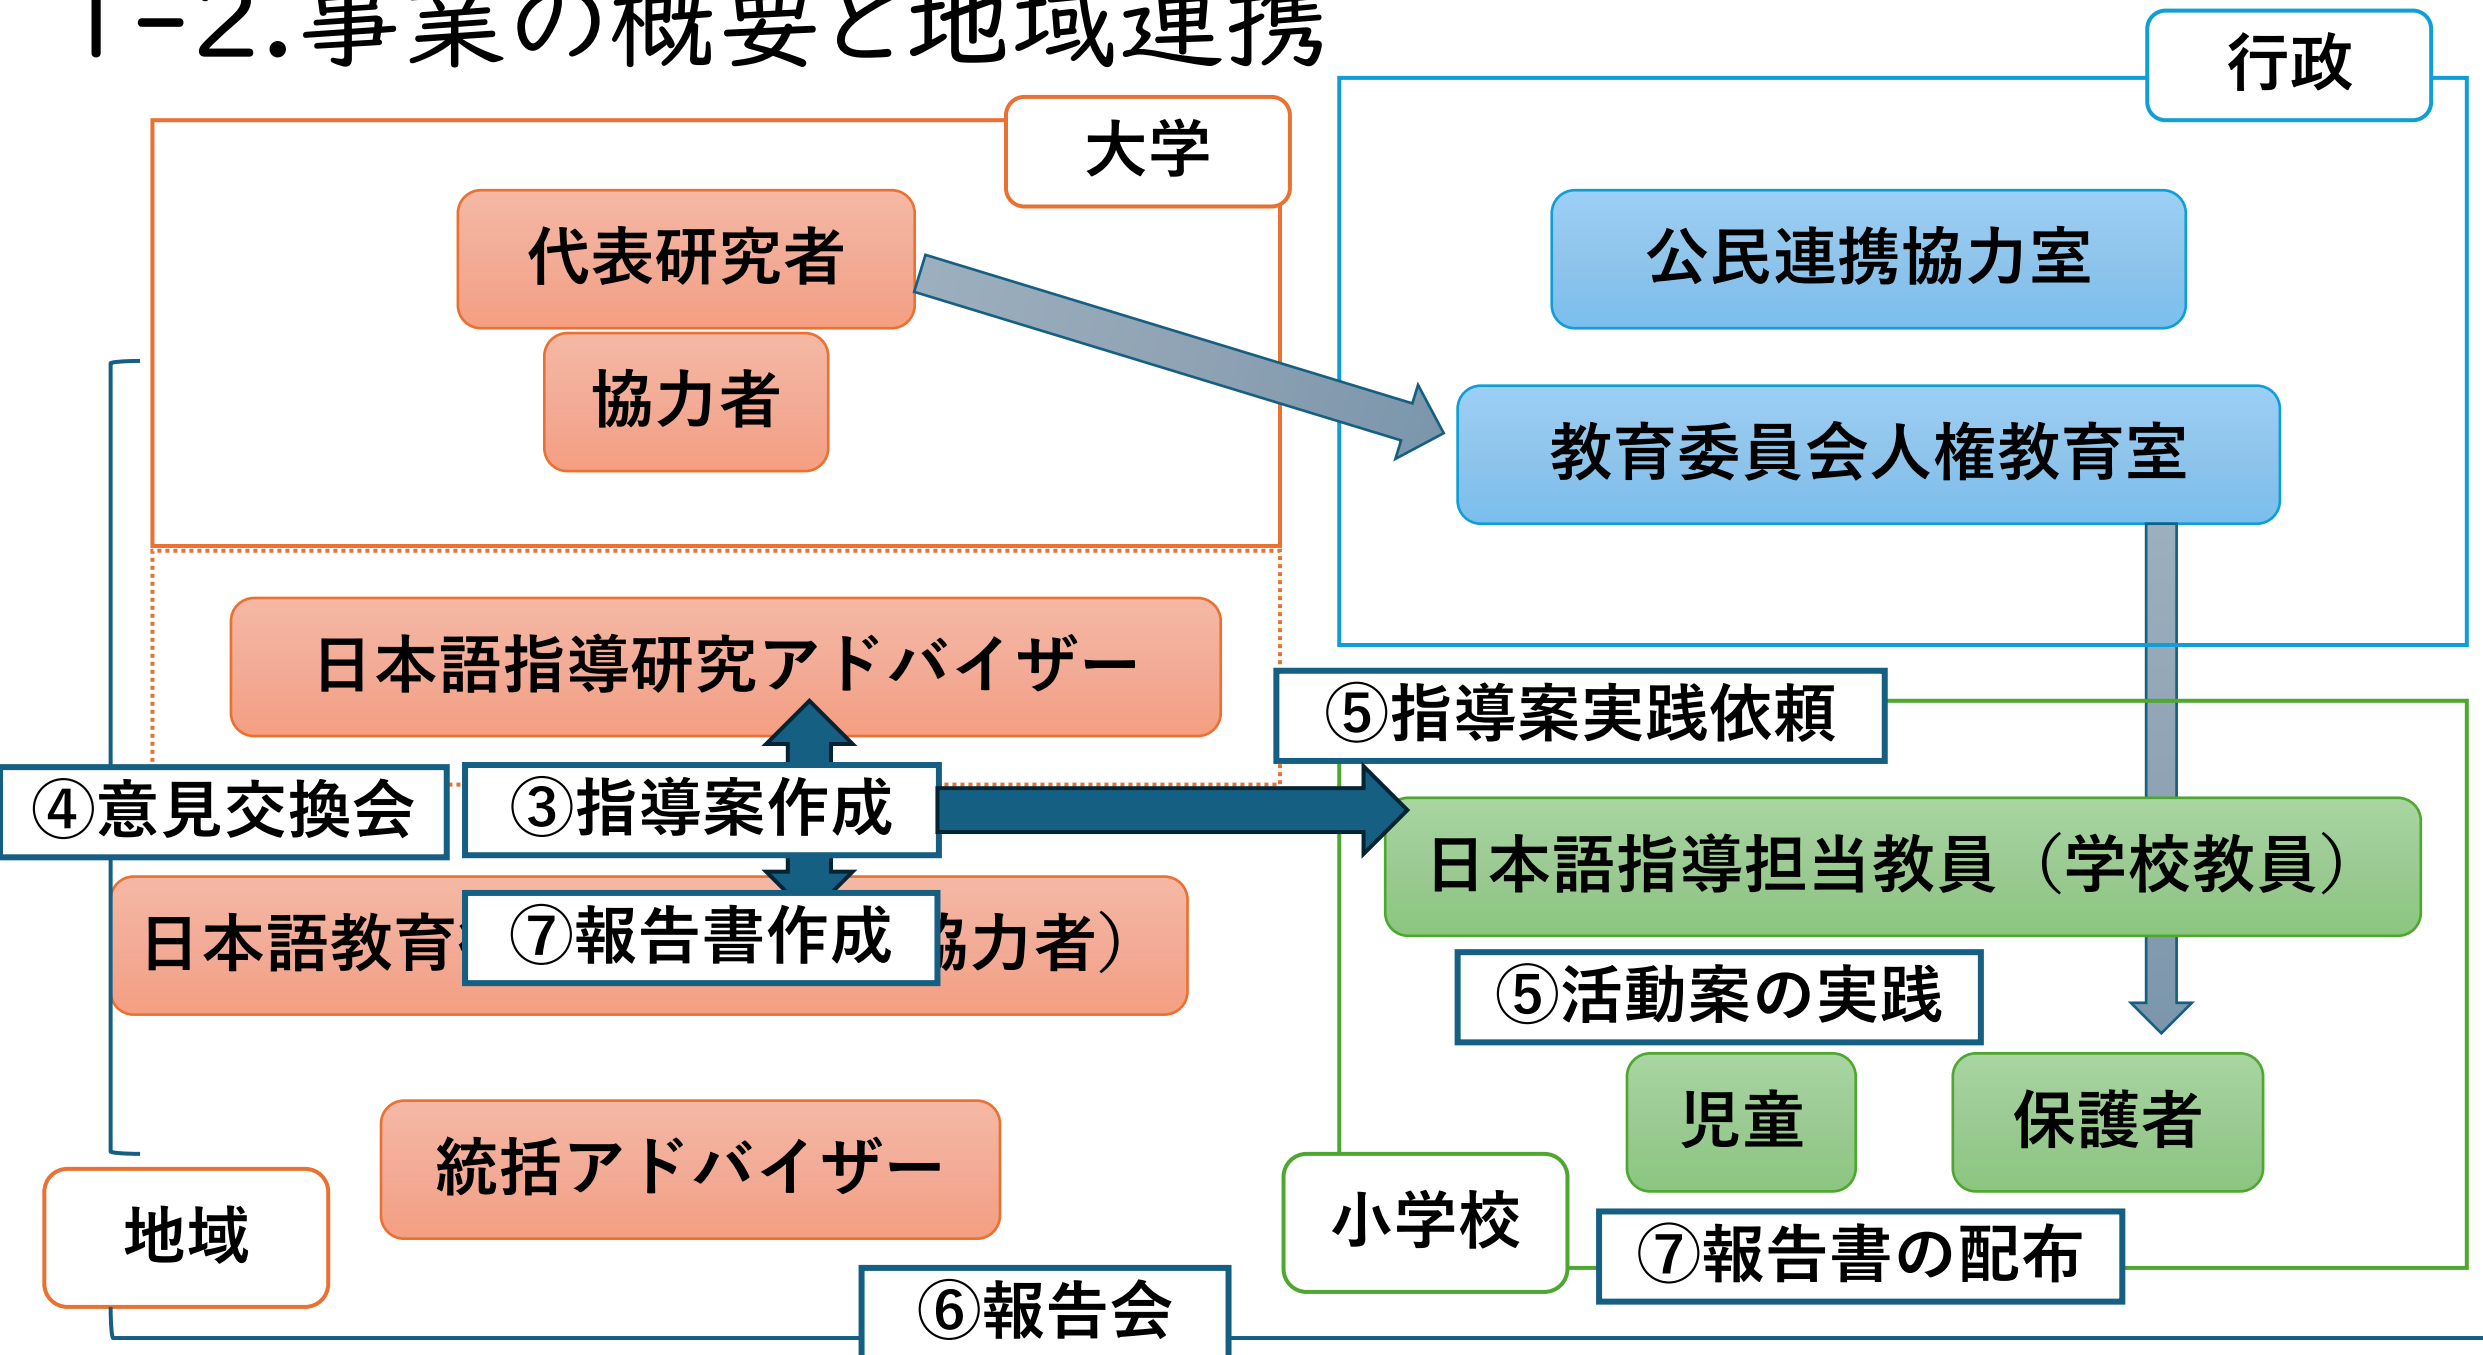 1-2.事業の概要と地域連携
行政
大学
代表研究者
公民連携協力室
協力者
教育委員会人権教育室
日本語指導研究アドバイザー
⑤指導案実践依頼
④意見交換会
③指導案作成
日本語指導担当教員（学校教員）
日本語教育
⑦報告書作成
協力者）
⑤活動案の実践
児童
保護者
統括アドバイザー
地域
小学校
⑦報告書の配布
⑥報告会